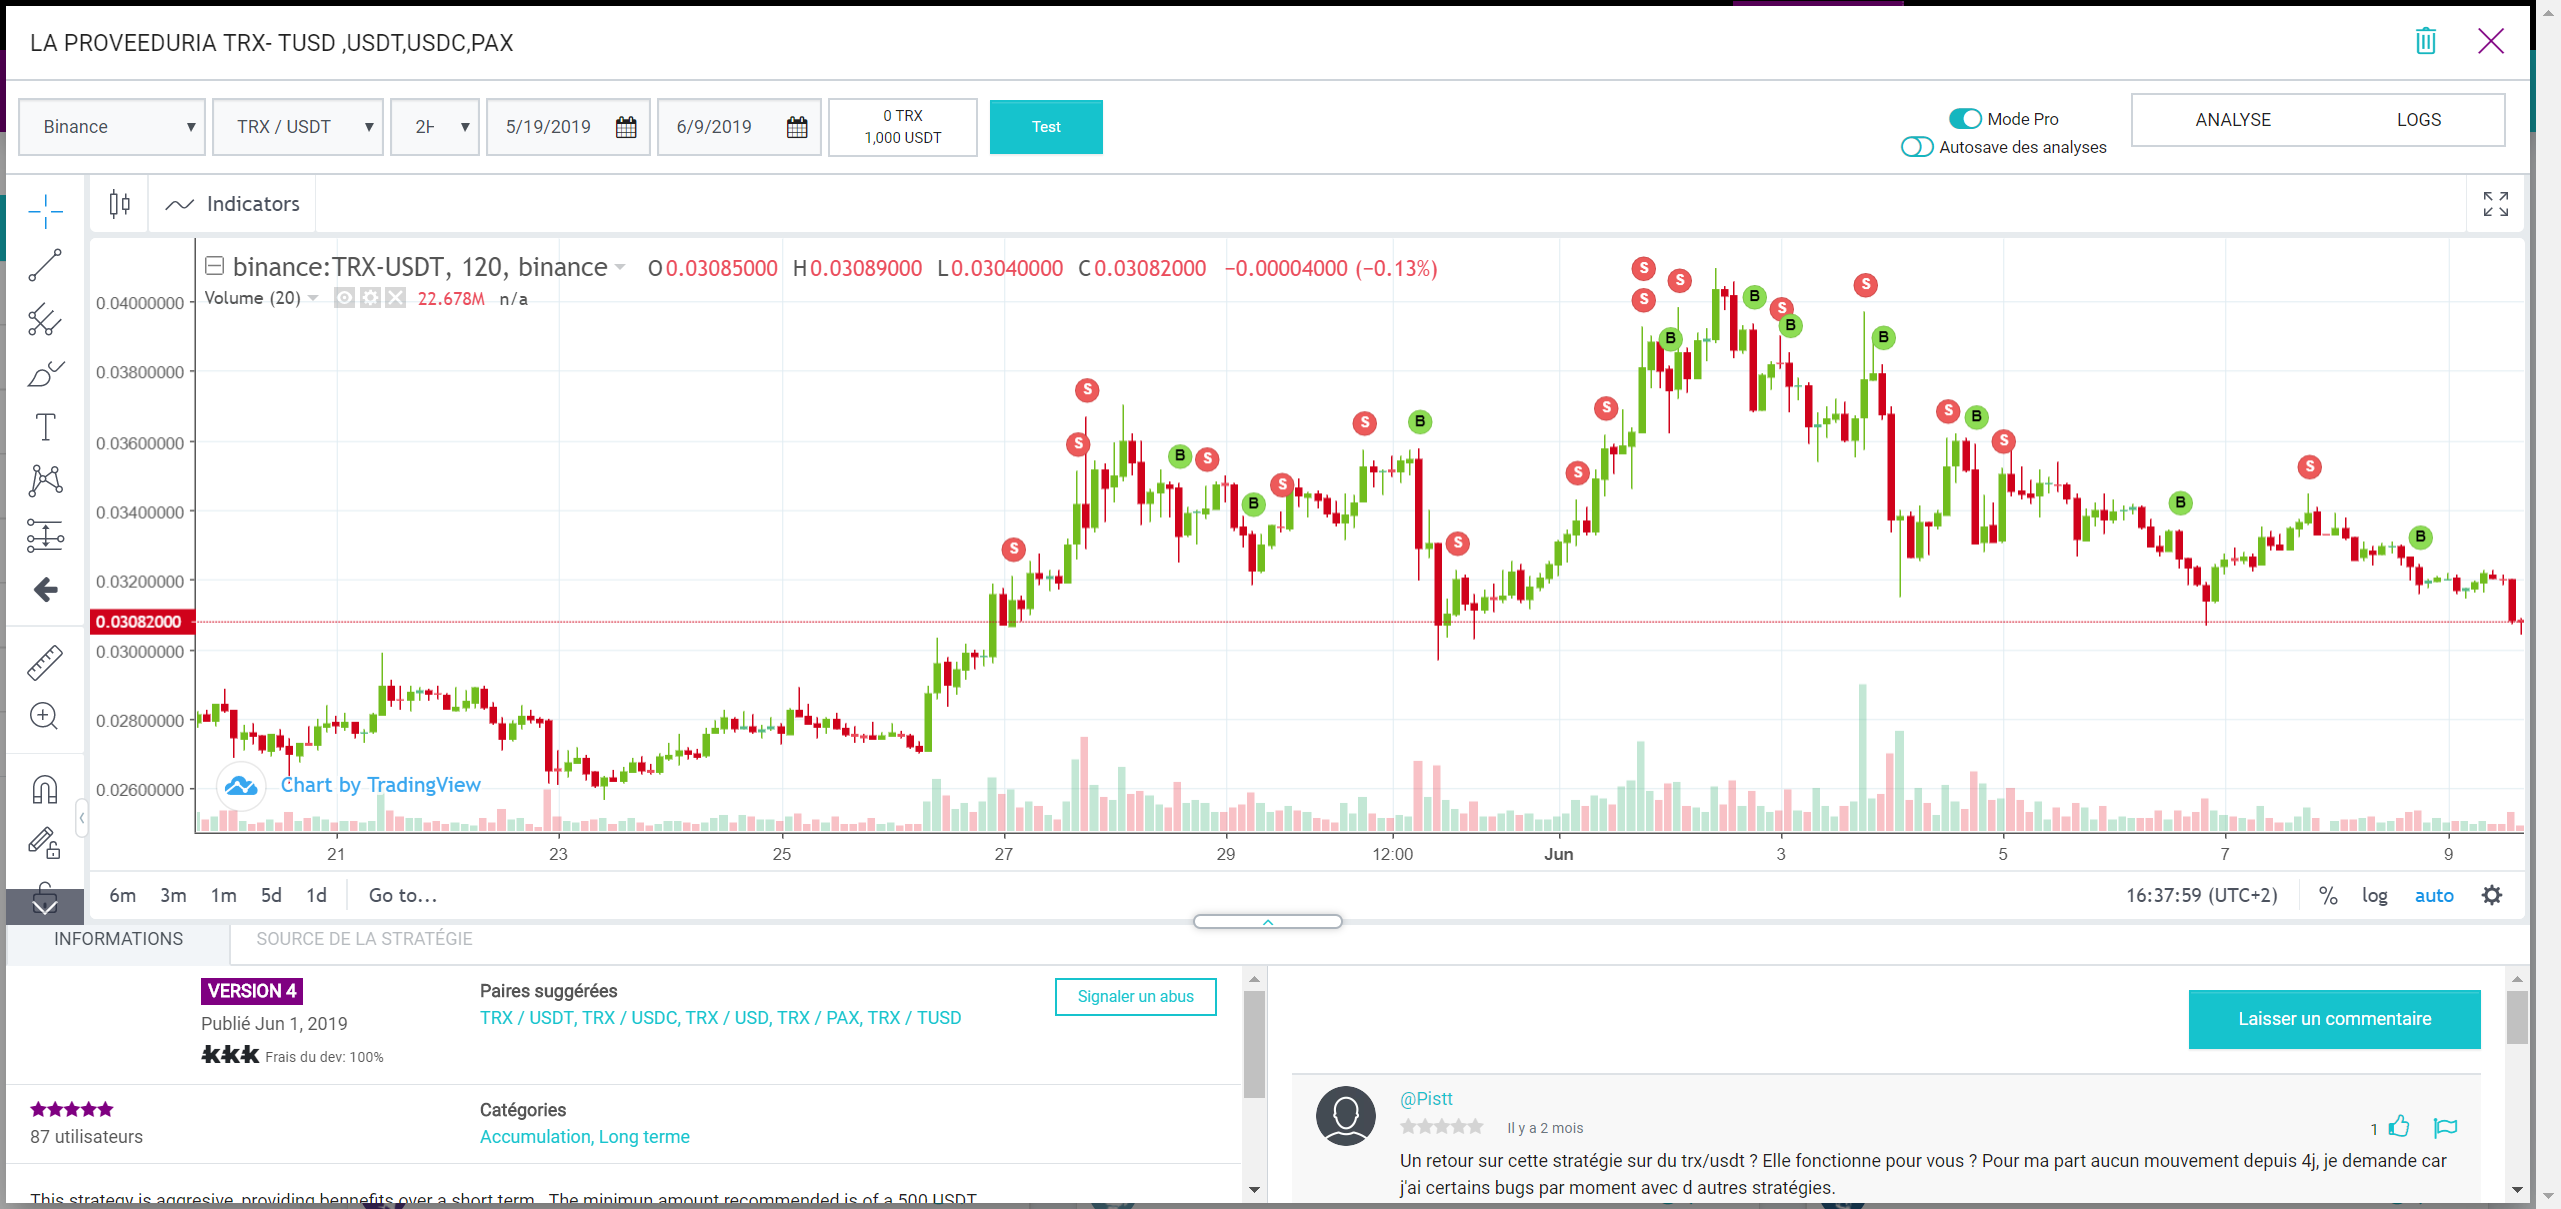 LA PROVEEDURIA TRX- TUSD ,USDT,USDC,PAX
Binance
TRX / USDT
2H
5/19/2019
6/9/2019
0 TRX
1,000 USDT
Test
Mode Pro
Autosave des analyses
ANALYSE
LOGS
Indicators
binance:TRX-USDT, 120, binance O 0.03085000 H 0.03089000 L 0.03040000 C 0.03082000 −0.00004000 (−0.13%)
Volume (20) 22.678M n/a
0.04000000
0.03800000
0.03600000
0.03400000
0.03200000
0.03082000
0.03000000
0.02800000
0.02600000
S
S
S
B
S
B
S
S
B
S
S
S
S
S
B
S
B
S
B
S
B
S
B
S
B
S
B
Chart by TradingView
21 23 25 27 29 12:00 Jun 3 5 7 9
6m 3m 1m 5d 1d Go to...
16:37:59 (UTC+2) % log auto
INFORMATIONS
SOURCE DE LA STRATÉGIE
VERSION 4
Publié Jun 1, 2019
Frais du dev: 100%
Paires suggérées
TRX / USDT, TRX / USDC, TRX / USD, TRX / PAX, TRX / TUSD
Signaler un abus
87 utilisateurs
Catégories
Accumulation, Long terme
This strategy is aggresive, providing bennefits over a short term. The minimun amount recommended is of a 500 USDT
Laisser un commentaire
@Pistt
Il y a 2 mois
1
Un retour sur cette stratégie sur du trx/usdt ? Elle fonctionne pour vous ? Pour ma part aucun mouvement depuis 4j, je demande car
j'ai certains bugs par moment avec d autres stratégies.